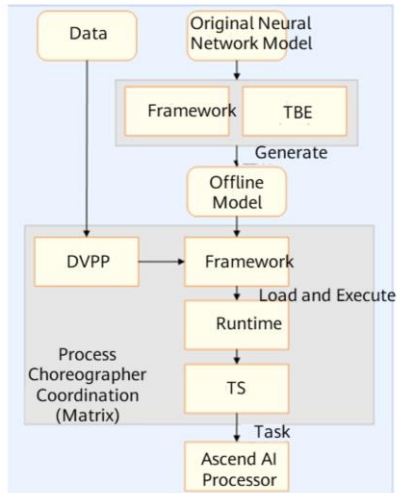 Data
Original Neural
Network Model
Framework
TBE
Generate
Offline
Model
DVPP
Framework
Load and Execute
Runtime
Process
Choreographer
Coordination
(Matrix)
TS
Task
Ascend AI
Processor